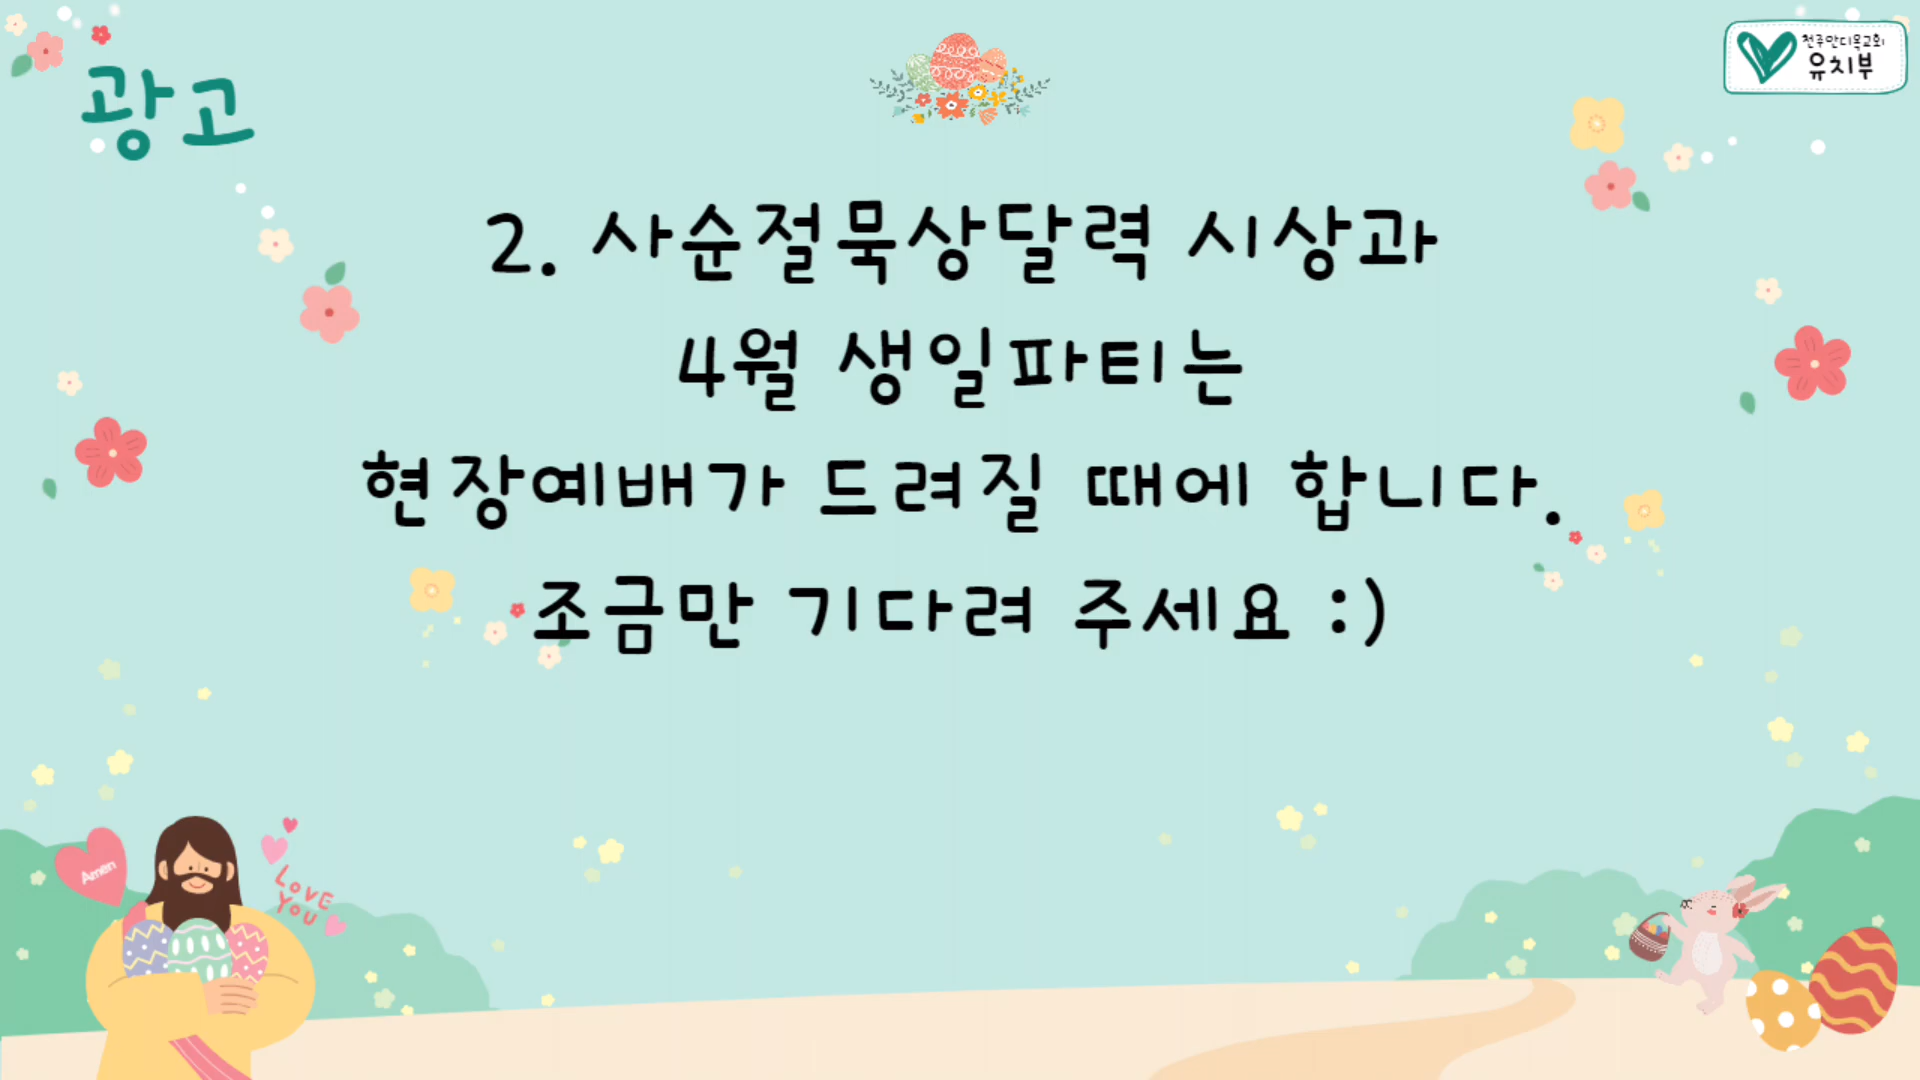 광고
천주안디옥교회
유치부
2. 사순절묵상달력 시상과
4월 생일파티는
현장예배가 드려질 때에 합니다.
조금만 기다려 주세요 :)
Amen
LOVE
YOU